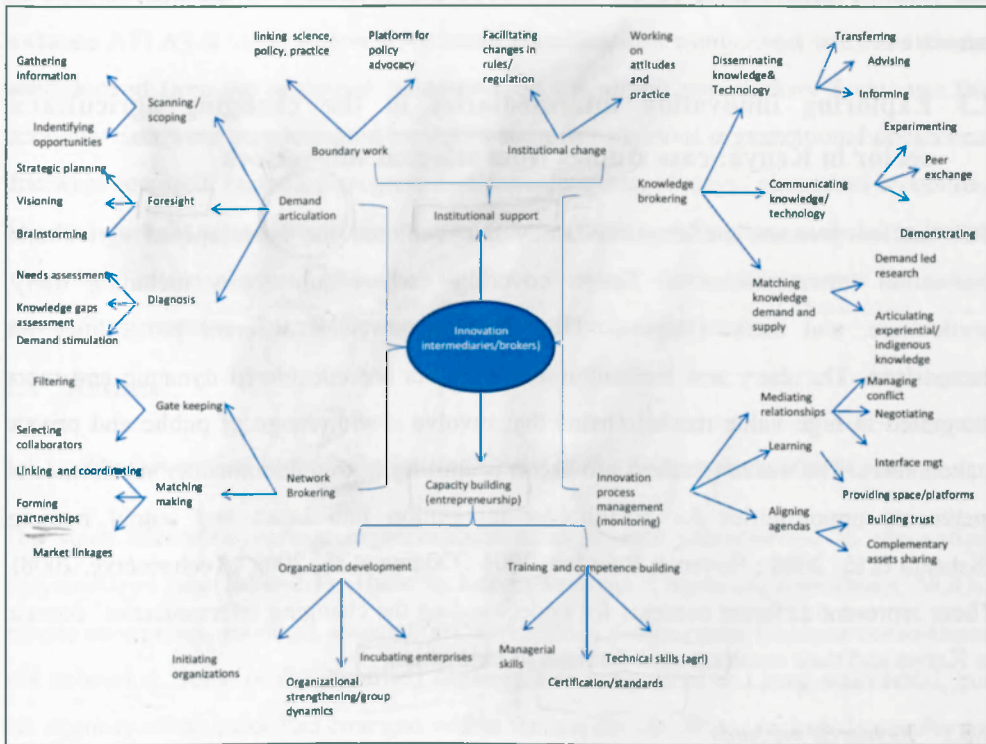 linking science,
policy, practice
Platform for
policy
advocacy
Facilitating
changes in
rules/
regulation
Working
on
attitudes
and
practice
Disseminating
knowledge&
Technology
Transferring
Advising
Informing
Gathering
information
Scanning/
scoping
Indentifying
opportunities
Boundary work
Institutional change
Experimenting
Peer
exchange
Strategic planning
Visioning
Foresight
Brainstorming
Demand
articulation
Institutional support
Knowledge
brokering
Communicating
knowledge/
technology
Demonstrating
Needs assessment
Diagnosis
Knowledge gaps
assessment
Demand stimulation
Innovation
intermediaries/brokers)
Matching
knowledge
demand and
supply
Demand led
research
Articulating
experiential/
indigenous
knowledge
Filtering
Gate keeping
collaborators
Linking and coordinating
Matching
making
Forming
partnerships
Market linkages
Network
Brokering
Capacity building
(entrepreneurship)
Innovation
process
management
(monitoring)
Mediating
relationships
Managing
conflict
Negotiating
Learning
Interface mgt
Providing space/platforms
Aligning
agendas
Building trust
Complementary
assets sharing
Organization development
Training and competence building
Initiating
organizations
Organizational
strengthening/group
dynamics
Incubating enterprises
Managerial
skills
Technical skills (agri)
Certification/standards